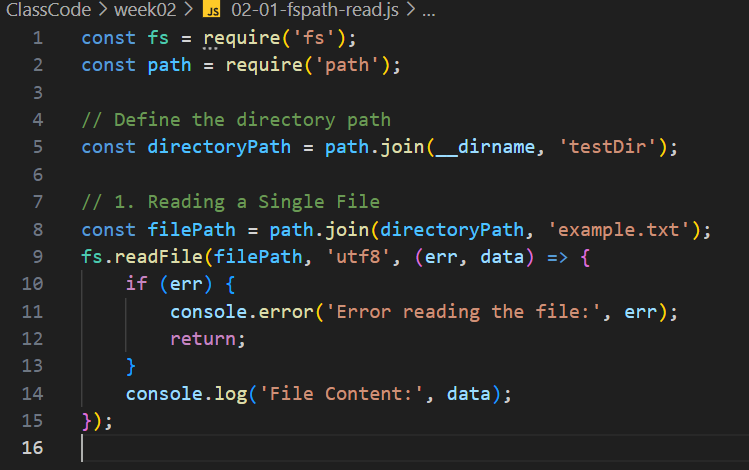 ClassCode > week02 > JS 02-01-fspath-read.js > ...
1 const fs = require('fs');
2 const path = require('path');
3
4 // Define the directory path
5 const directoryPath = path.join(__dirname, 'testDir');
6
7 // 1. Reading a Single File
8 const filePath = path.join(directoryPath, 'example.txt');
9 fs.readFile(filePath, 'utf8', (err, data) => {
10     if (err) {
11         console.error('Error reading the file:', err);
12         return;
13     }
14     console.log('File Content:', data);
15 });
16